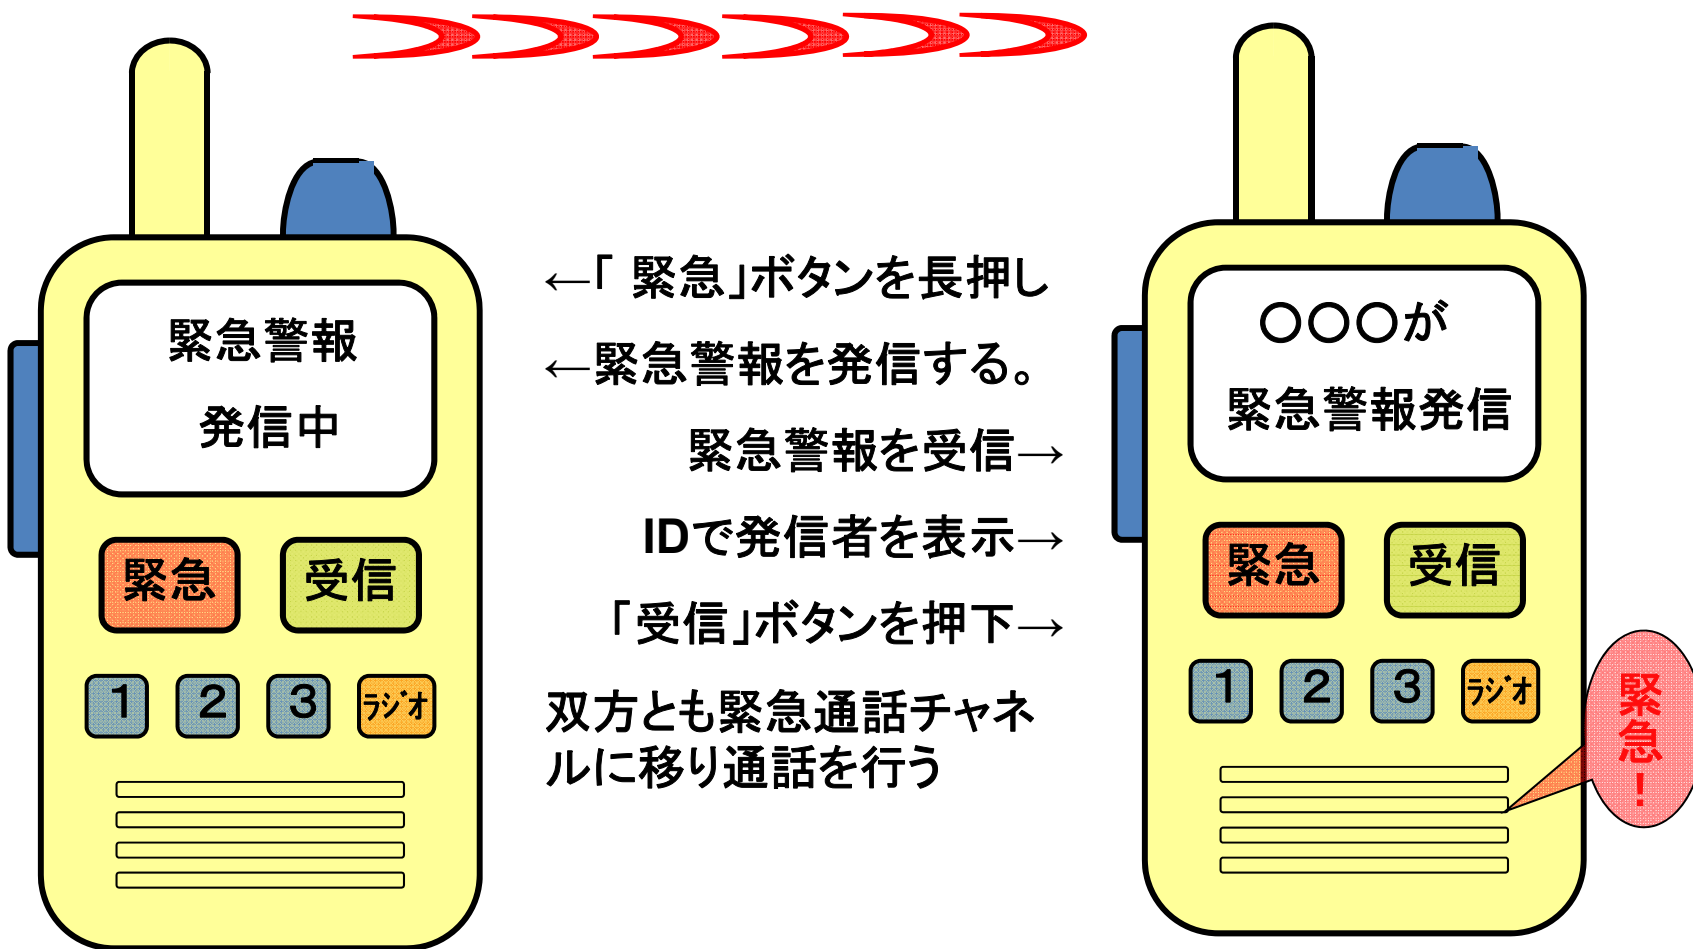 緊急警報
発信中
緊急
受信
1
2
3
ラジオ
←「 緊急」ボタンを長押し
←緊急警報を発信する。
緊急警報を受信→
IDで発信者を表示→
「受信」ボタンを押下→
双方とも緊急通話チャネ
ルに移り通話を行う
〇〇〇が
緊急警報発信
緊急
受信
1
2
3
ラジオ
緊急！